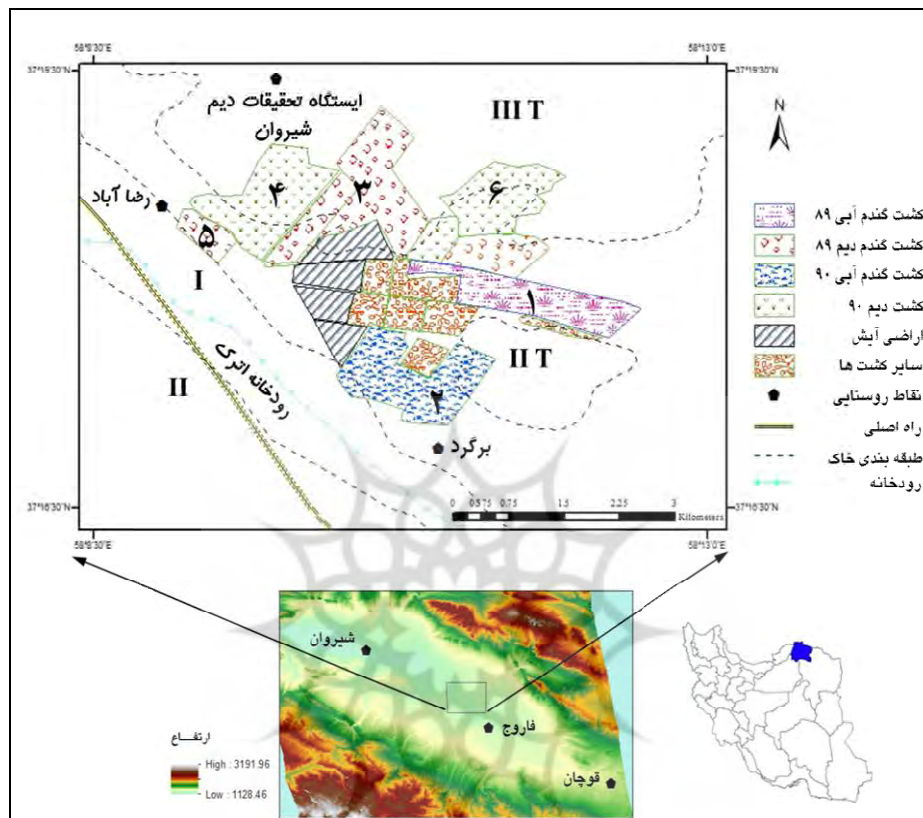 58°8'30"E
58°13'0"E
37°19'30"N
37°19'30"N
ایستگاه تحقیقات دیم
شیروان
III T
N
رضا آباد
۴
۳
۶
۵
I
۱
II T
II
رودخانه اترک
۲
برگرد
کشت گندم آبی ۸۹
کشت گندم دیم ۸۹
کشت گندم آبی ۹۰
کشت دیم ۹۰
اراضی آیش
سایر کشت ها
نقاط روستایی
راه اصلی
طبقه بندی خاک
رودخانه
37°16'30"N
37°16'30"N
0 0.375 0.75 1.5 2.25 3
Kilometers
58°8'30"E
58°13'0"E
شیروان
فاروج
قوچان
ارتفـــاع
High : 3191.96
Low : 1128.46